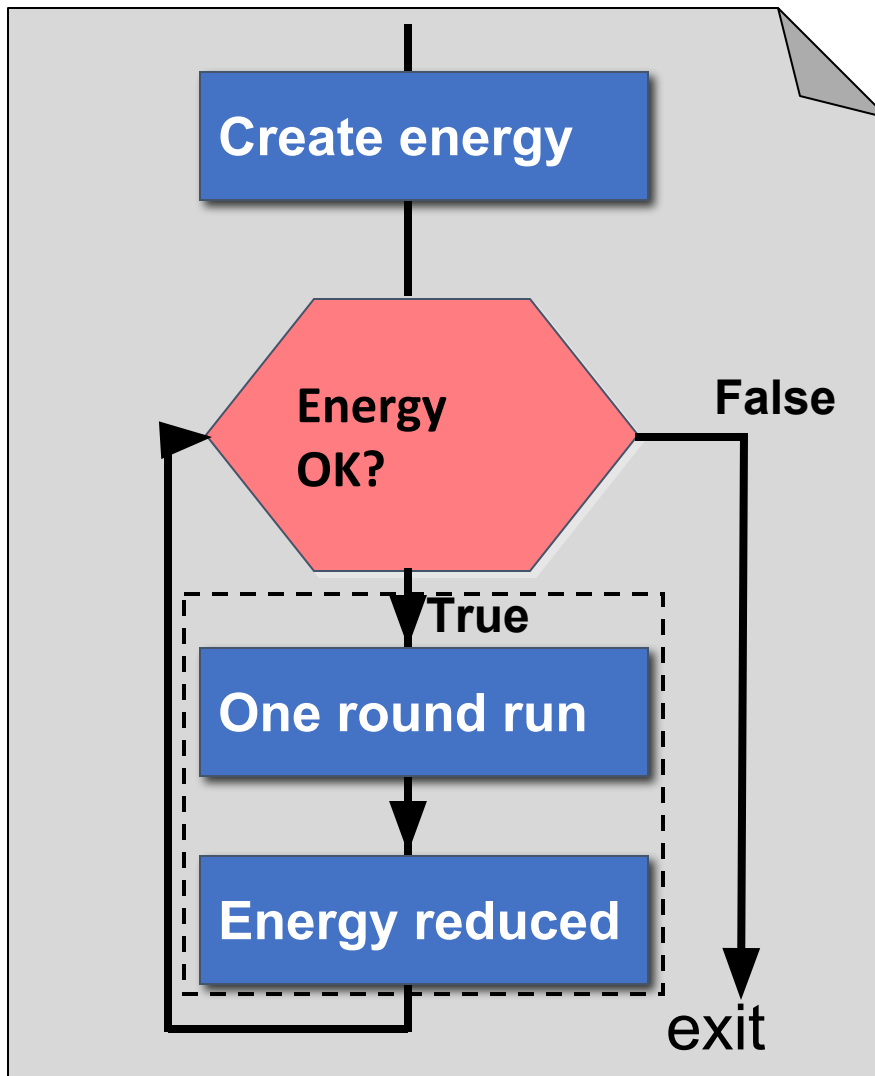 Create energy
Energy
OK?
False
True
One round run
Energy reduced
exit